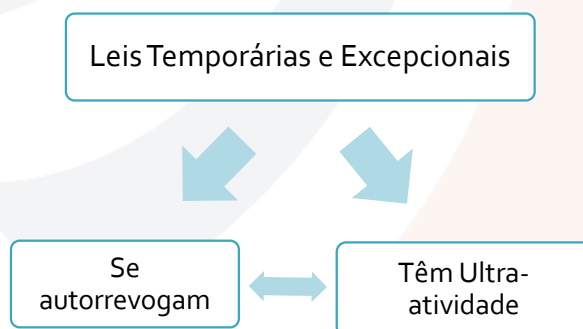 Leis Temporárias e Excepcionais
Se
autorrevogam
Têm Ultra-
atividade